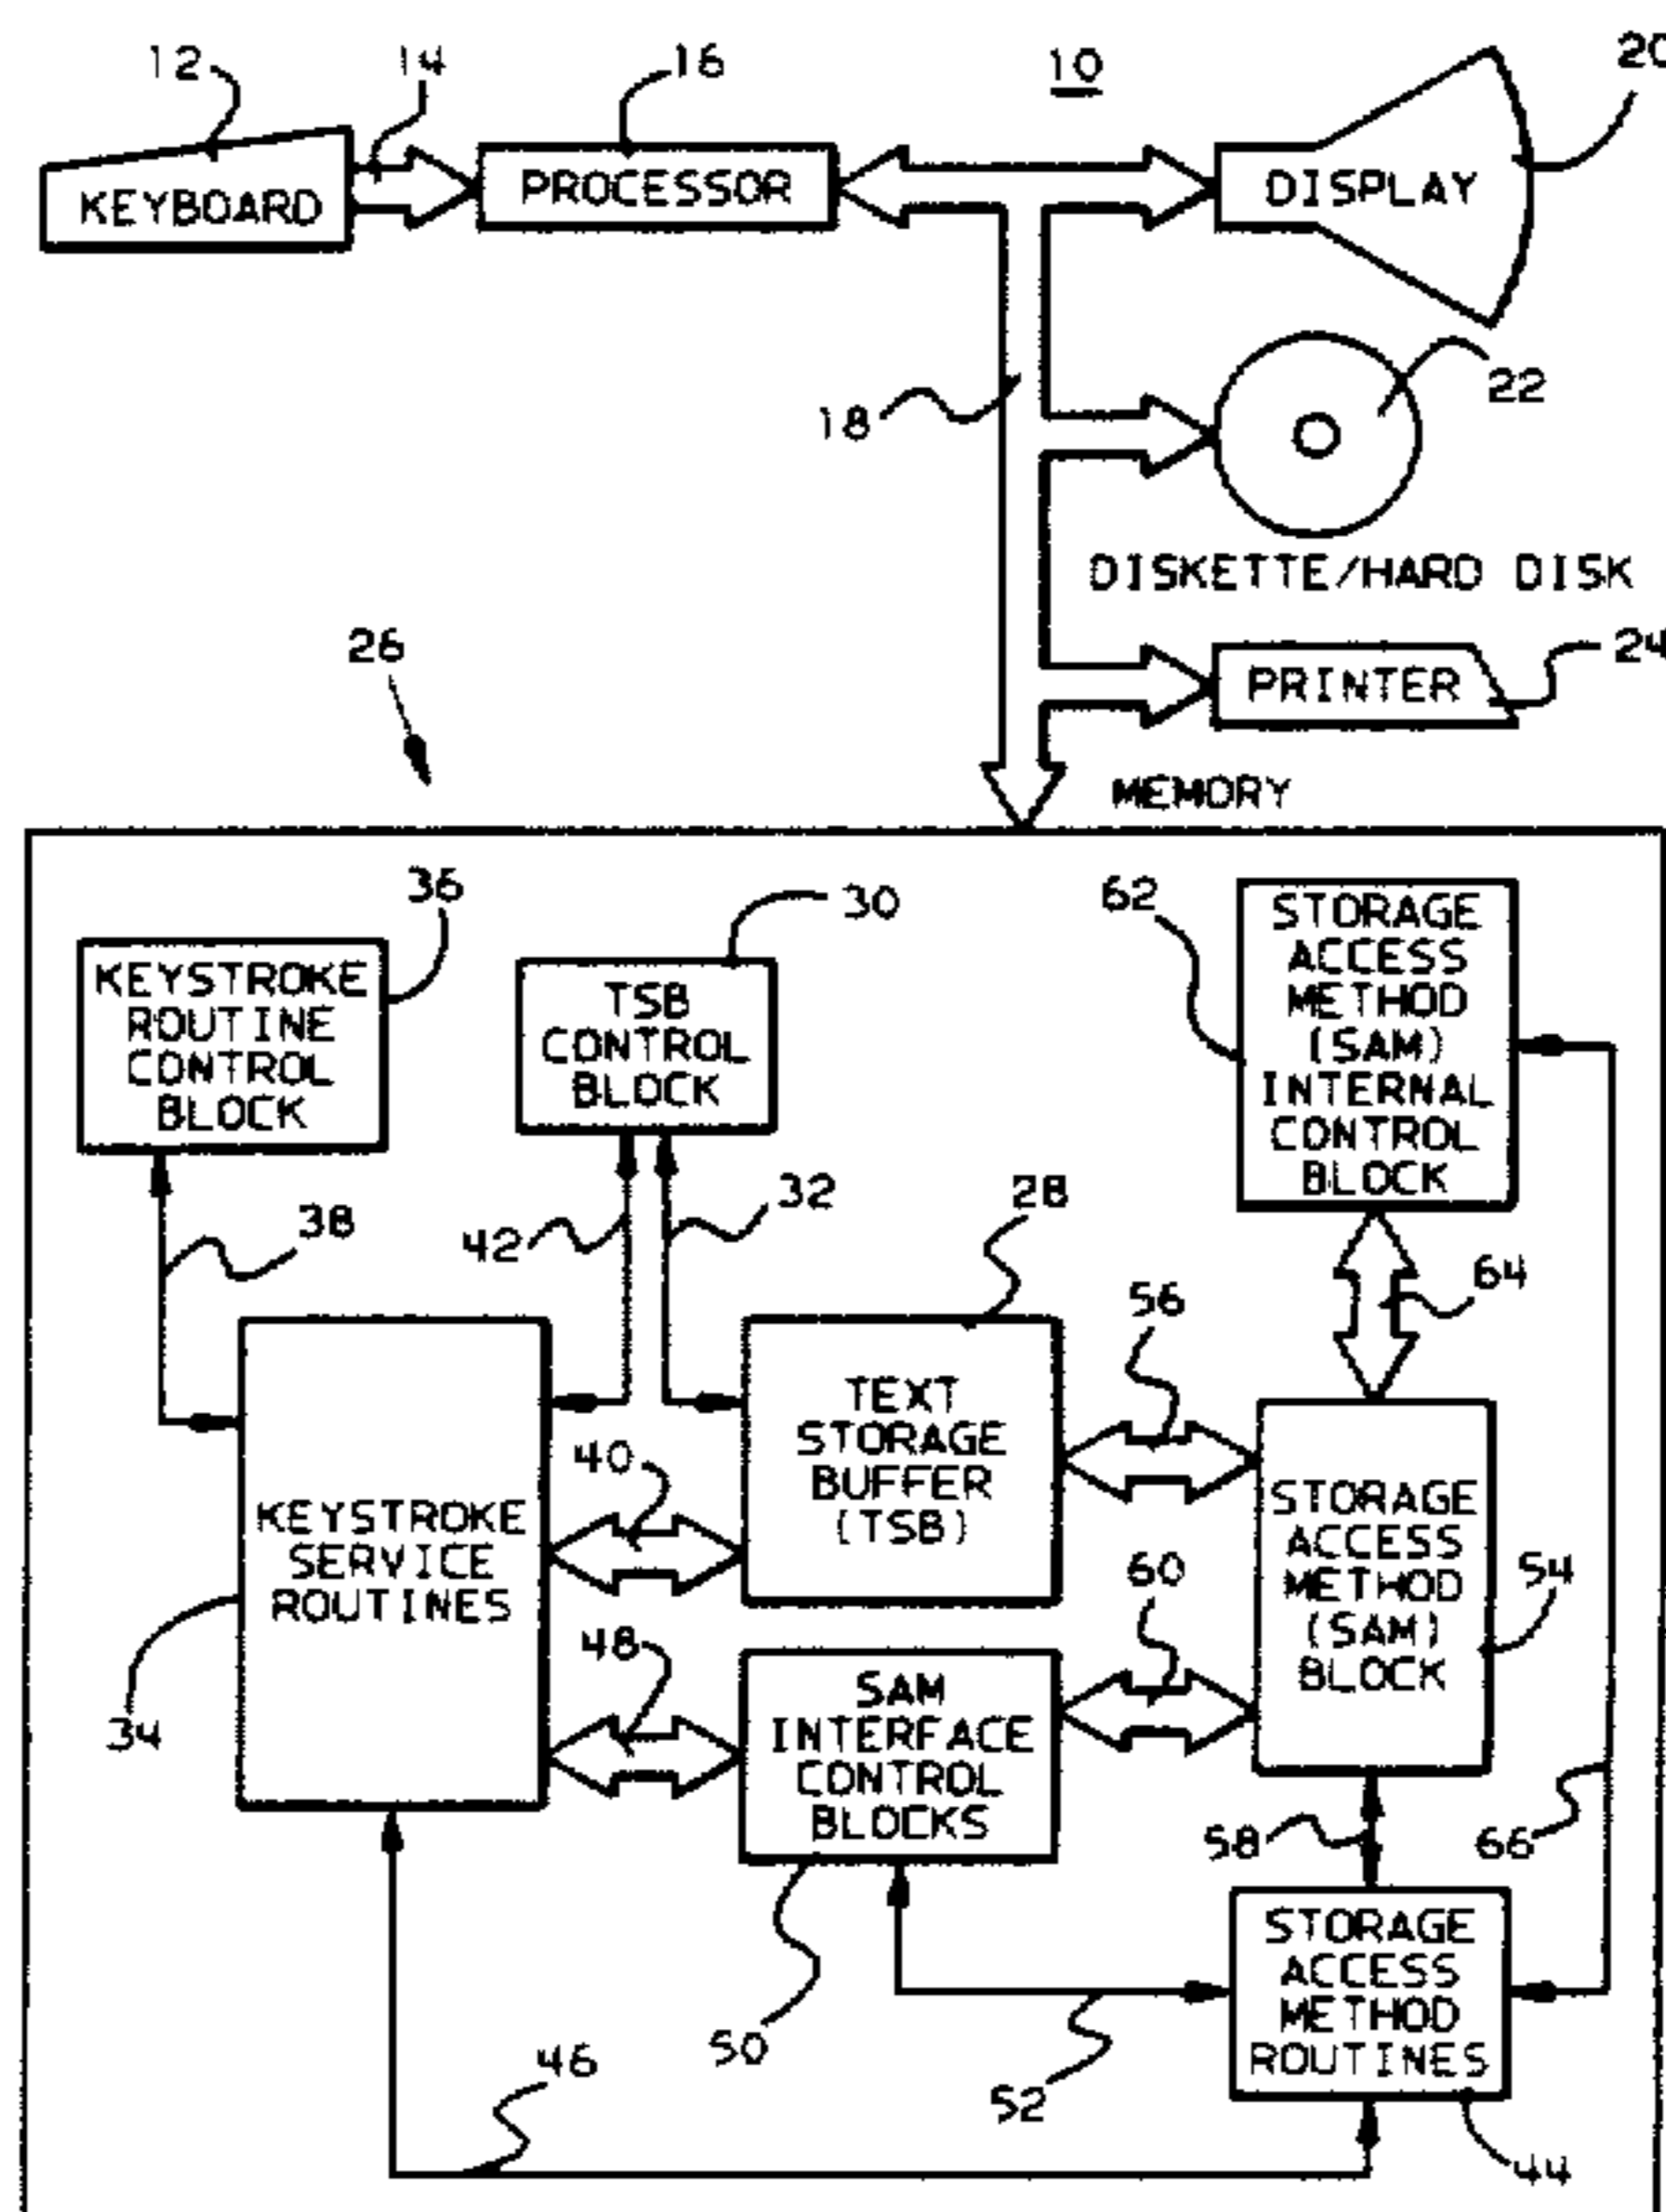 12
14
16
10
20
KEYBOARD
PROCESSOR
DISPLAY
18
22
DISKETTE/HARD DISK
26
24
PRINTER
MEMORY
36
30
62
KEYSTROKE
ROUTINE
CONTROL
BLOCK
TSB
CONTROL
BLOCK
STORAGE
ACCESS
METHOD
(SAM)
INTERNAL
CONTROL
BLOCK
38
42
32
28
56
64
KEYSTROKE
SERVICE
ROUTINES
40
TEXT
STORAGE
BUFFER
(TSB)
STORAGE
ACCESS
METHOD
(SAM)
BLOCK
60
54
34
48
SAM
INTERFACE
CONTROL
BLOCKS
58
66
STORAGE
ACCESS
METHOD
ROUTINES
50
46
52
44